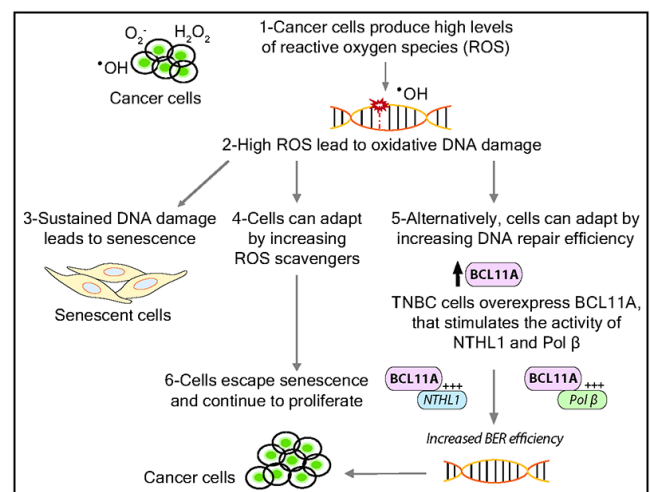 1-Cancer cells produce high levels
of reactive oxygen species (ROS)
O₂⁻
H₂O₂
•OH
Cancer cells
•OH
2-High ROS lead to oxidative DNA damage
3-Sustained DNA damage
leads to senescence
Senescent cells
4-Cells can adapt
by increasing
ROS scavengers
5-Alternatively, cells can adapt by
increasing DNA repair efficiency
BCL11A
TNBC cells overexpress BCL11A,
that stimulates the activity of
NTHL1 and Pol β
6-Cells escape senescence
and continue to proliferate
BCL11A
+++
NTHL1
BCL11A
+++
Pol β
Increased BER efficiency
Cancer cells